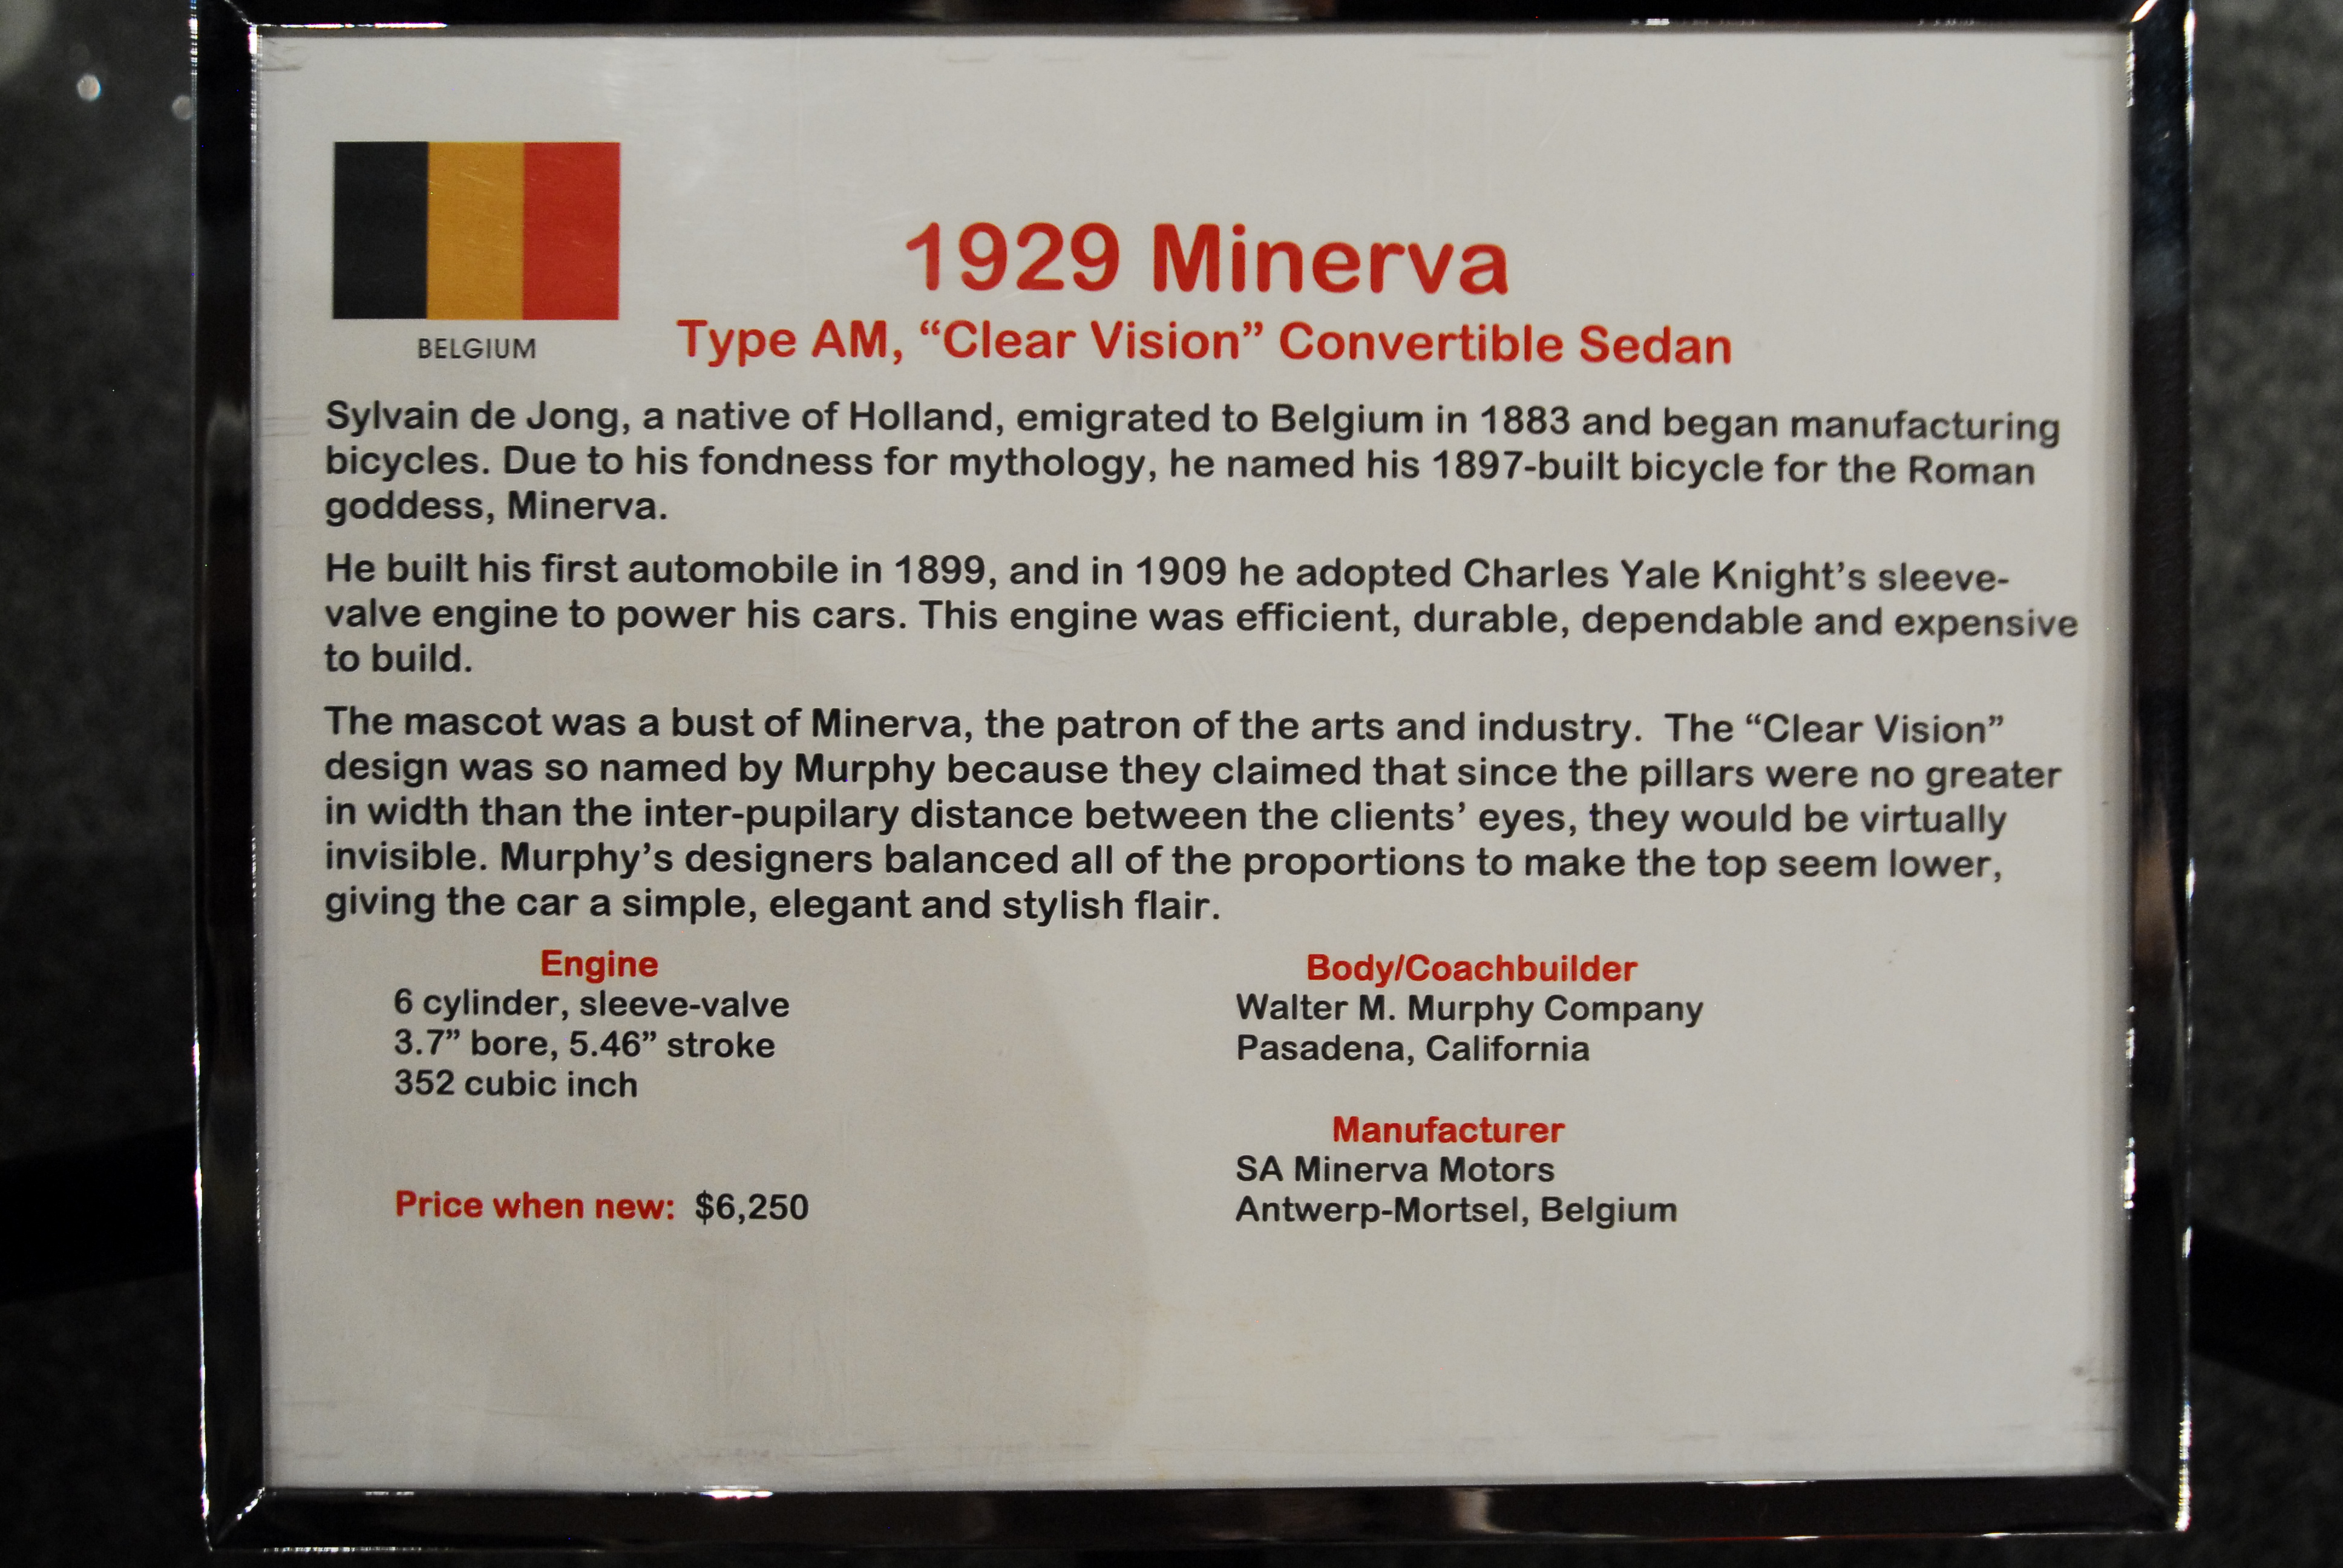 1929 Minerva
BELGIUM
Type AM, “Clear Vision” Convertible Sedan
Sylvain de Jong, a native of Holland, emigrated to Belgium in 1883 and began manufacturing
bicycles. Due to his fondness for mythology, he named his 1897-built bicycle for the Roman
goddess, Minerva.
He built his first automobile in 1899, and in 1909 he adopted Charles Yale Knight’s sleeve-
valve engine to power his cars. This engine was efficient, durable, dependable and expensive
to build.
The mascot was a bust of Minerva, the patron of the arts and industry.  The “Clear Vision”
design was so named by Murphy because they claimed that since the pillars were no greater
in width than the inter-pupilary distance between the clients’ eyes, they would be virtually
invisible. Murphy’s designers balanced all of the proportions to make the top seem lower,
giving the car a simple, elegant and stylish flair.
Engine
6 cylinder, sleeve-valve
3.7” bore, 5.46” stroke
352 cubic inch
Price when new:  $6,250
Body/Coachbuilder
Walter M. Murphy Company
Pasadena, California
Manufacturer
SA Minerva Motors
Antwerp-Mortsel, Belgium